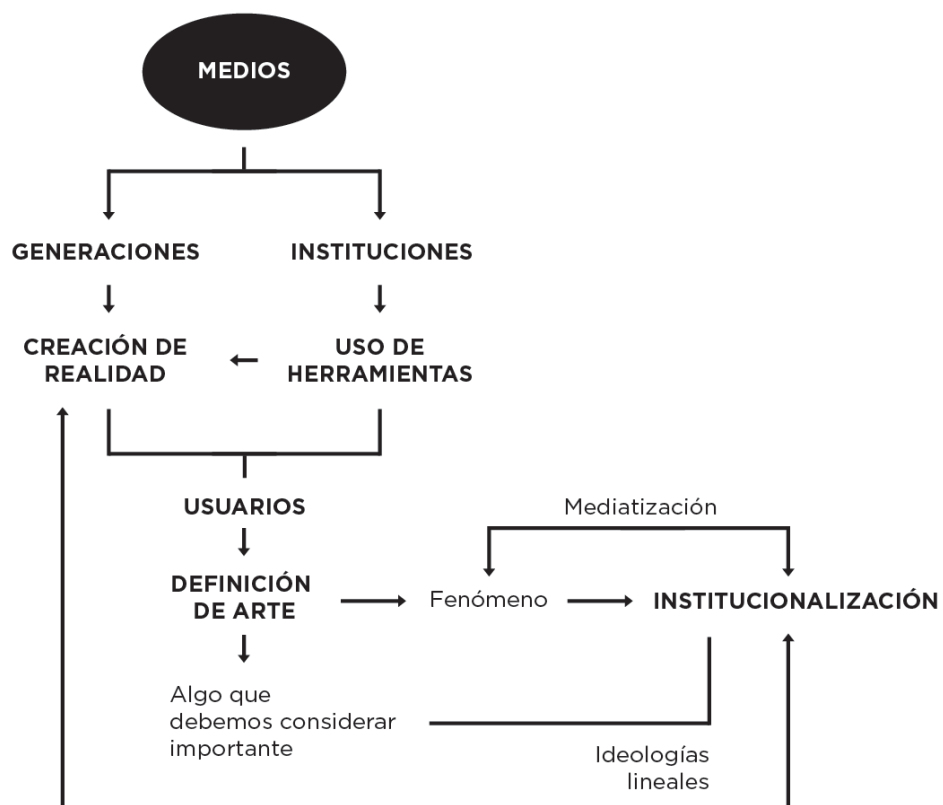 MEDIOS
GENERACIONES
INSTITUCIONES
CREACIÓN DE
REALIDAD
USO DE
HERRAMIENTAS
USUARIOS
Mediatización
DEFINICIÓN
DE ARTE
Fenómeno
INSTITUCIONALIZACIÓN
Algo que
debemos considerar
importante
Ideologías
lineales